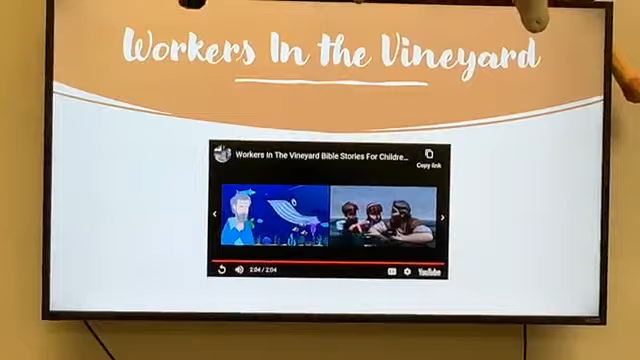 Workers In the Vineyard
Workers In The Vineyard Bible Stories For Childre...
Copy link
2:04 / 2:04
YouTube